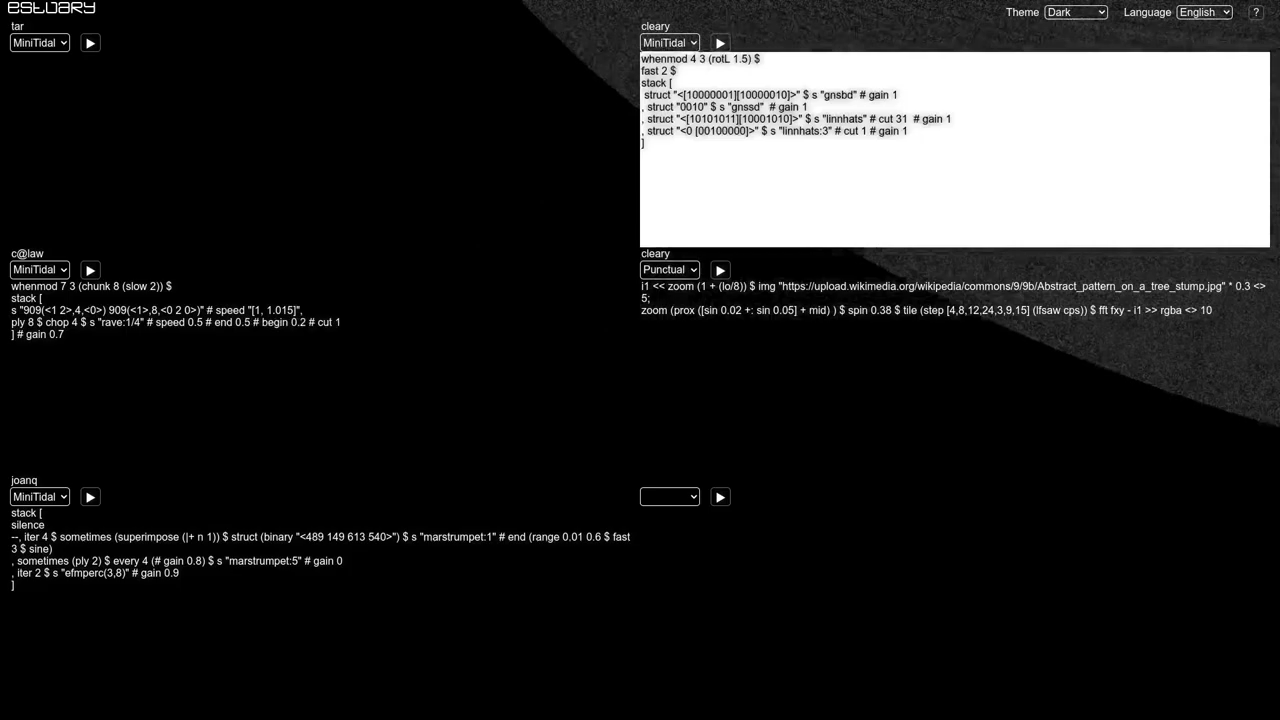 estuary
Theme Dark Language English ?
tar
MiniTidal
cleary
MiniTidal
whenmod 4 3 (rotL 1.5) $
fast 2 $
stack [
struct "<[10000001][10000010]>" $ s "gnsbd" # gain 1
, struct "0010" $ s "gnssd" # gain 1
, struct "<[10101011][10001010]>" $ s "linnhats" # cut 31 # gain 1
, struct "<0 [00100000]>" $ s "linnhats:3" # cut 1 # gain 1
]
c@law
MiniTidal
whenmod 7 3 (chunk 8 (slow 2)) $
stack [
s "909(<1 2>,4,<0>) 909(<1>,8,<0 2 0>)" # speed "[1, 1.015]",
ply 8 $ chop 4 $ s "rave:1/4" # speed 0.5 # end 0.5 # begin 0.2 # cut 1
] # gain 0.7
cleary
Punctual
i1 << zoom (1 + (lo/8)) $ img "https://upload.wikimedia.org/wikipedia/commons/9/9b/Abstract_pattern_on_a_tree_stump.jpg" * 0.3 <>
5;
zoom (prox ([sin 0.02 +: sin 0.05] + mid) ) $ spin 0.38 $ tile (step [4,8,12,24,3,9,15] (lfsaw cps)) $ fft fxy - i1 >> rgba <> 10
joanq
MiniTidal
stack [
silence
--, iter 4 $ sometimes (superimpose (|+ n 1)) $ struct (binary "<489 149 613 540>") $ s "marstrumpet:1" # end (range 0.01 0.6 $ fast
3 $ sine)
, sometimes (ply 2) $ every 4 (# gain 0.8) $ s "marstrumpet:5" # gain 0
, iter 2 $ s "efmperc(3,8)" # gain 0.9
]